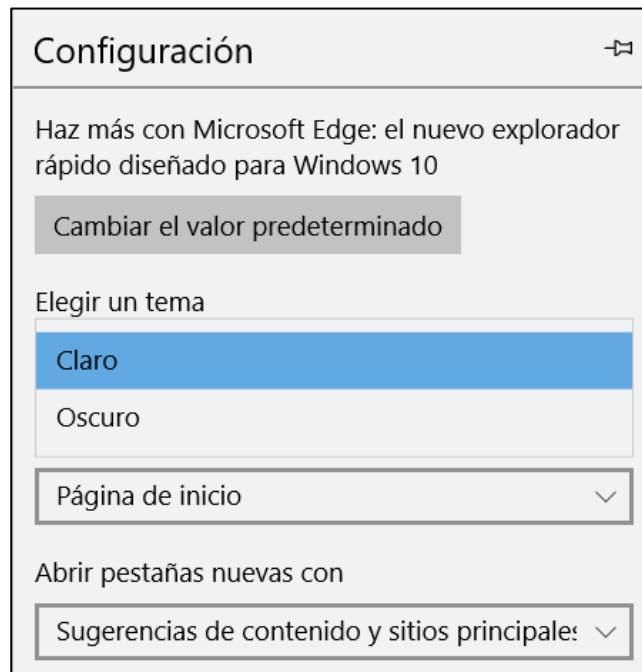 Configuración
Haz más con Microsoft Edge: el nuevo explorador
rápido diseñado para Windows 10
Cambiar el valor predeterminado
Elegir un tema
Claro
Oscuro
Página de inicio
Abrir pestañas nuevas con
Sugerencias de contenido y sitios principales